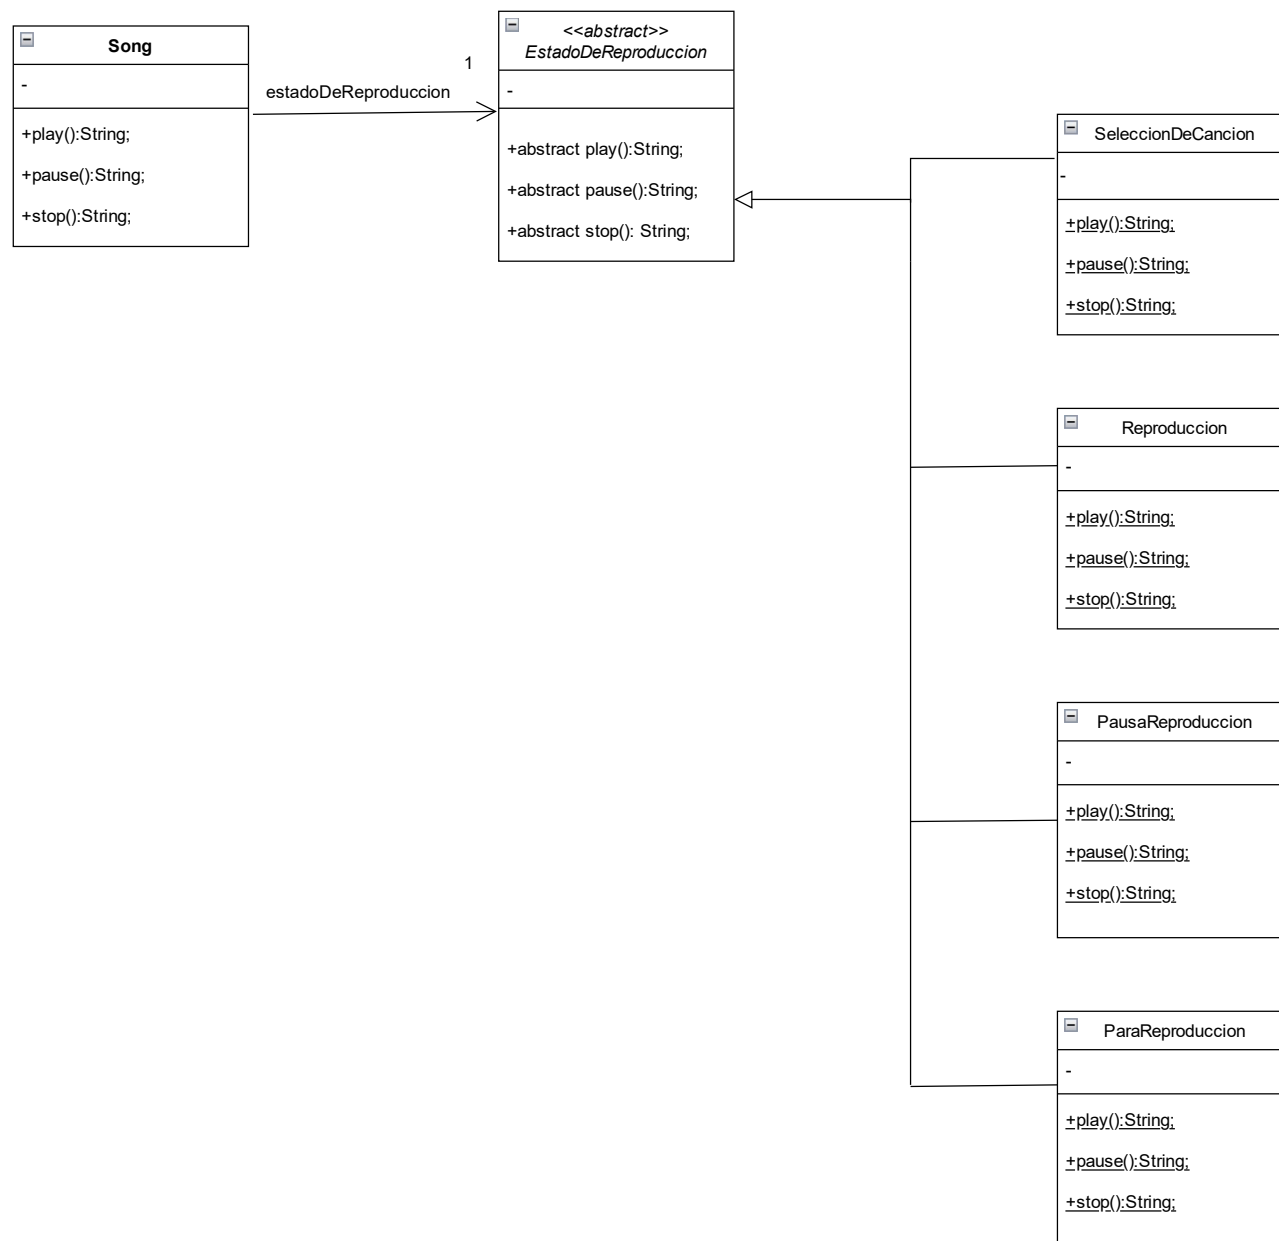 Song
-
+play():String;
+pause():String;
+stop():String;
estadoDeReproduccion
1
<<abstract>>
EstadoDeReproduccion
-
+abstract play():String;
+abstract pause():String;
+abstract stop(): String;
SeleccionDeCancion
-
+play():String;
+pause():String;
+stop():String;
Reproduccion
-
+play():String;
+pause():String;
+stop():String;
PausaReproduccion
-
+play():String;
+pause():String;
+stop():String;
ParaReproduccion
-
+play():String;
+pause():String;
+stop():String;